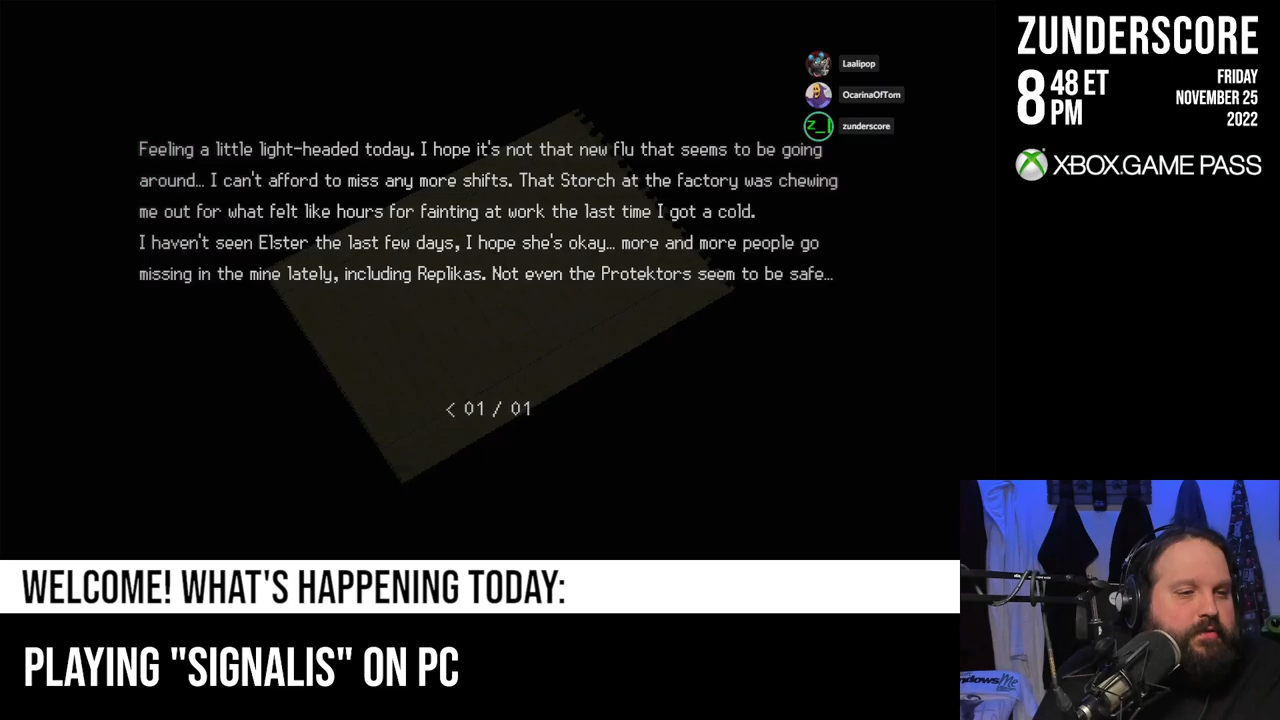 ZUNDERSCORE
8 48 ET PM
FRIDAY
NOVEMBER 25
2022
XBOX GAME PASS
Laalipop
OcarinaOfTom
z_|
zunderscore
Feeling a little light-headed today. I hope it's not that new flu that seems to be going
around… I can't afford to miss any more shifts. That Storch at the factory was chewing
me out for what felt like hours for fainting at work the last time I got a cold.
I haven't seen Elster the last few days, I hope she's okay… more and more people go
missing in the mine lately, including Replikas. Not even the Protektors seem to be safe…
< 01 / 01
WELCOME! WHAT'S HAPPENING TODAY:
PLAYING "SIGNALIS" ON PC